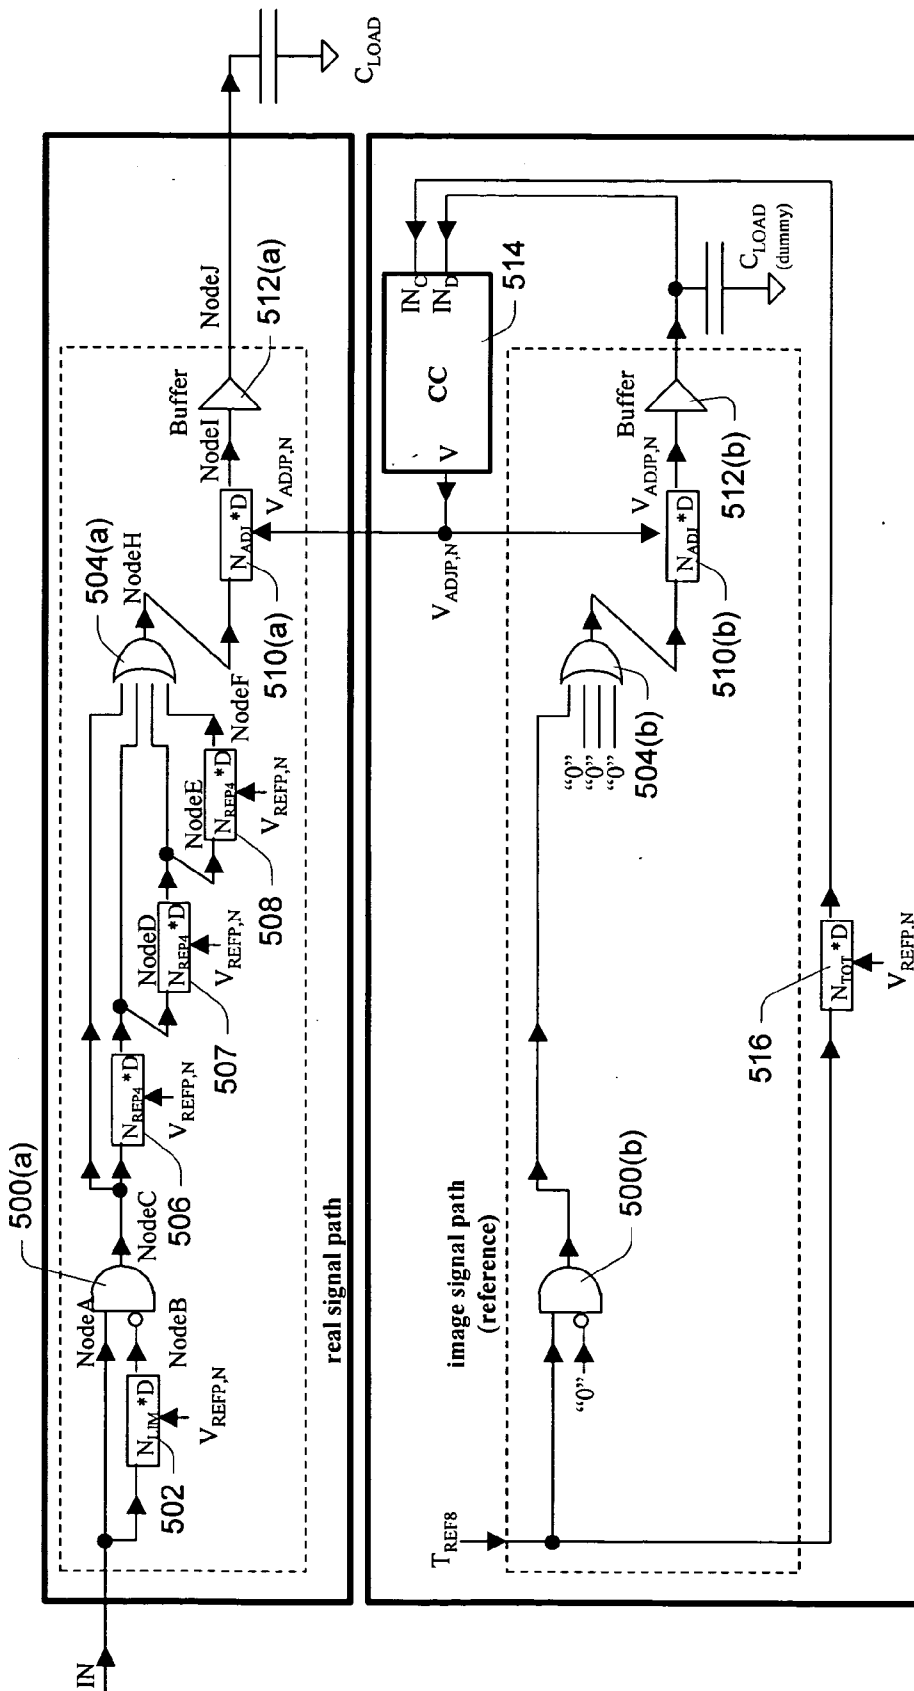 IN
500(a)
NodeA
NodeB
N_LIM*D
502
V_REFP,N
NodeC
N_REP4*D
506
V_REFP,N
NodeD
N_REP4*D
507
V_REFP,N
NodeE
N_REP4*D
508
V_REFP,N
NodeF
504(a)
NodeH
N_ADJ*D
510(a)
V_ADJP,N
NodeI
Buffer
512(a)
NodeJ
C_LOAD
real signal path
image signal path
(reference)
T_REF8
"0"
500(b)
"0"
"0"
"0"
504(b)
V_ADJP,N
N_ADJ*D
510(b)
V_ADJP,N
Buffer
512(b)
V
CC
IN_C
IN_D
514
C_LOAD
(dummy)
N_TOT*D
516
V_REFP,N